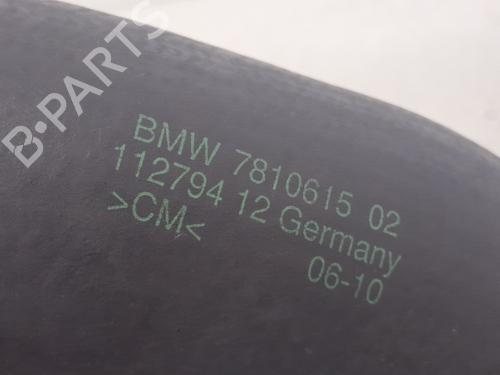 B-PARTS
BMW 7810615 02
112794 12 Germany
>CM< 06-10